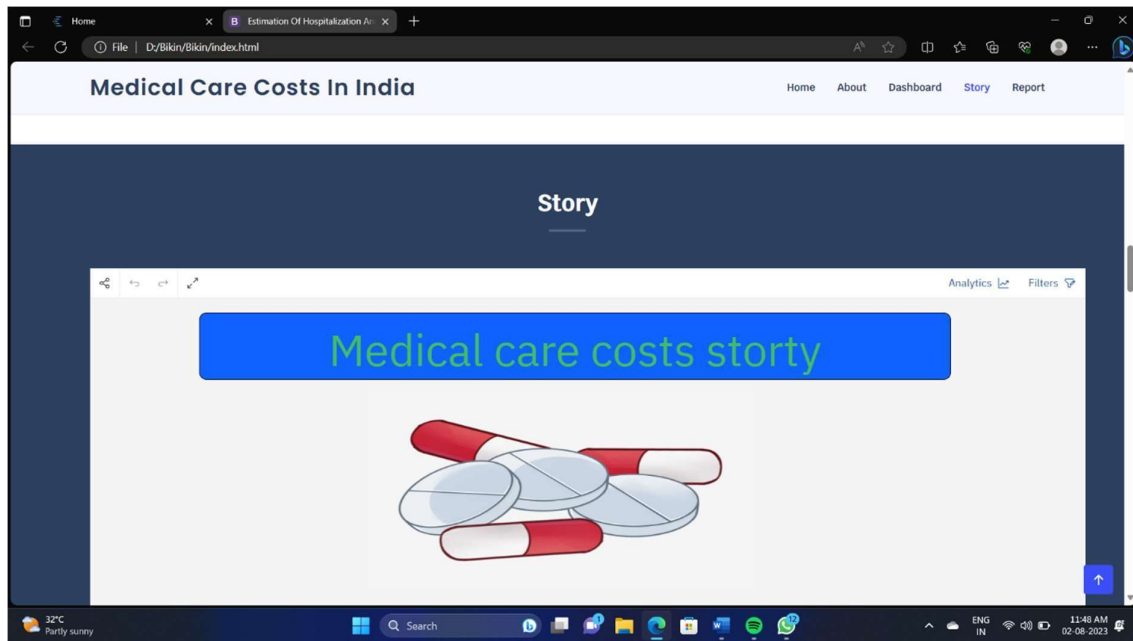 Home
Estimation Of Hospitalization An
File D:/Bikin/Bikin/index.html
Medical Care Costs In India
Home About Dashboard Story Report
Story
Analytics Filters
Medical care costs storty
32°C
Partly sunny
Search
12
ENG
IN
11:48 AM
02-08-2023